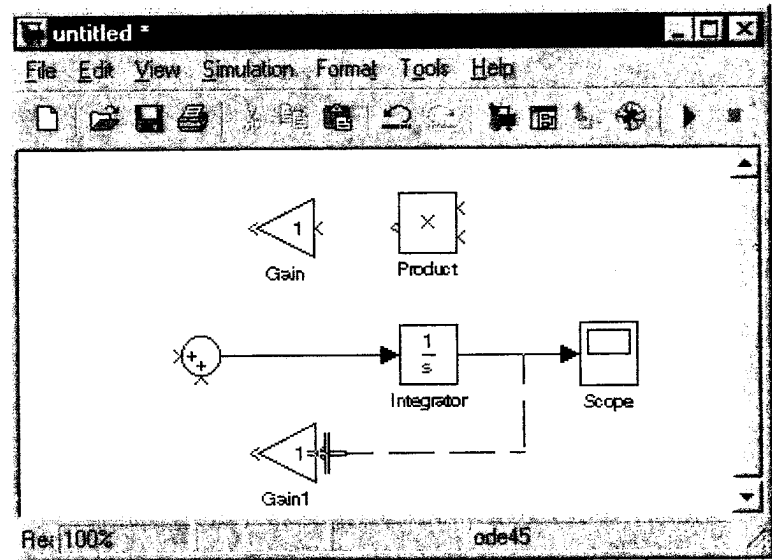 untitled *
File Edit View Simulation Format Tools Help
1
Gain
×
Product
+
+
1
s
Integrator
Scope
1
Gain1
100%
ode45